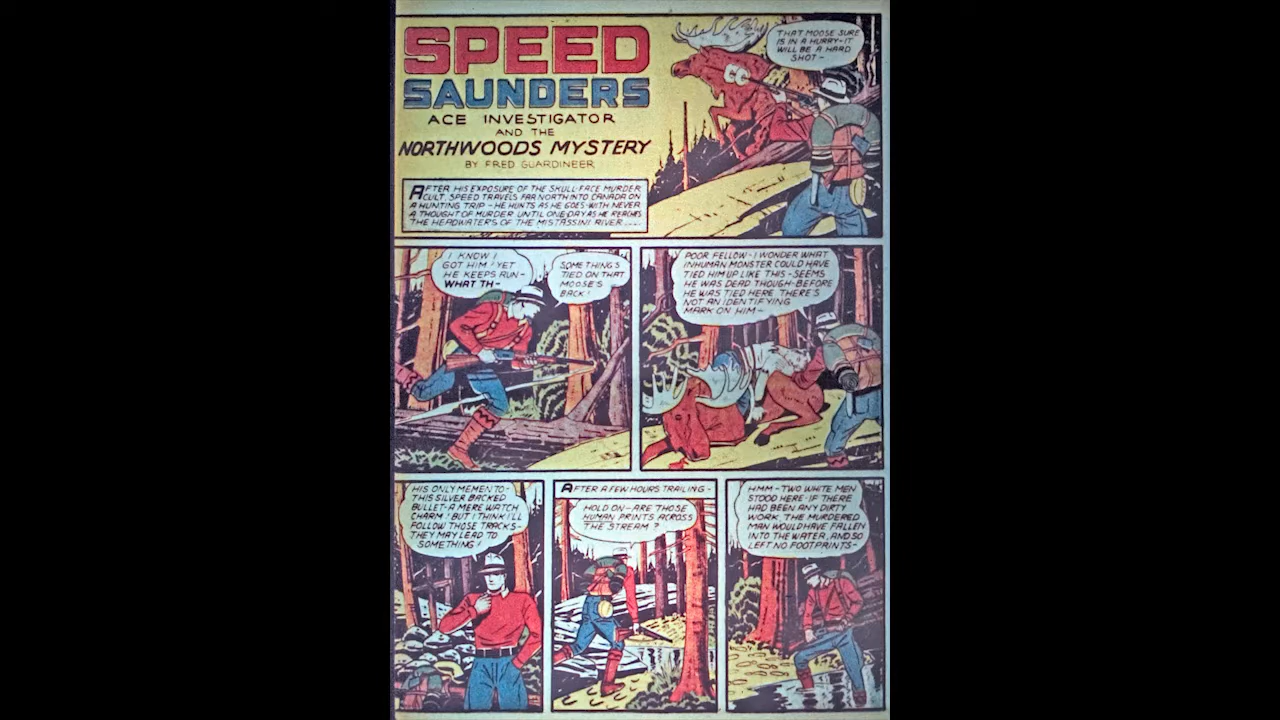 SPEED
SAUNDERS
ACE INVESTIGATOR
AND THE
NORTHWOODS MYSTERY
BY FRED GUARDINEER
AFTER HIS EXPOSURE OF THE SKULL-FACE MURDER
CULT, SPEED TRAVELS FAR NORTH INTO CANADA ON
A HUNTING TRIP - HE HUNTS AS HE GOES - WITH NEVER
A THOUGHT OF MURDER UNTIL ONE DAY AS HE REACHES
THE HEADWATERS OF THE MISTASSINI RIVER ....
THAT MOOSE SURE
IS IN A HURRY - IT
WILL BE A HARD
SHOT -
I KNOW I
GOT HIM! YET
HE KEEPS RUN-
WHAT TH-
SOMETHING'S
TIED ON THAT
MOOSE'S
BACK!
POOR FELLOW - I WONDER WHAT
INHUMAN MONSTER COULD HAVE
TIED HIM UP LIKE THIS - SEEMS
HE WAS DEAD THOUGH - BEFORE
HE WAS TIED HERE THERE'S
NOT AN IDENTIFYING
MARK ON HIM -
HIS ONLY MEMENTO -
THIS SILVER BACKED
BULLET - A MERE WATCH
CHARM! BUT I THINK I'LL
FOLLOW THOSE TRACKS -
THEY MAY LEAD TO
SOMETHING!
AFTER A FEW HOURS TRAILING -
HOLD ON - ARE THOSE
HUMAN PRINTS ACROSS
THE STREAM?
HMM - TWO WHITE MEN
STOOD HERE - IF THERE
HAD BEEN ANY DIRTY
WORK, THE MURDERED
MAN WOULD HAVE FALLEN
INTO THE WATER, AND SO
LEFT NO FOOTPRINTS -